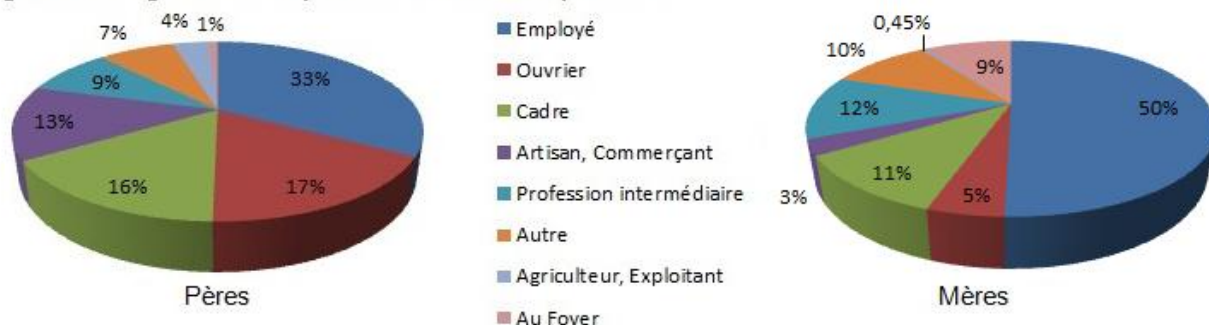 4%
1%
7%
9%
33%
13%
16%
17%
Pères
Employé
Ouvrier
Cadre
Artisan, Commerçant
Profession intermédiaire
Autre
Agriculteur, Exploitant
Au Foyer
0,45%
10%
9%
12%
50%
11%
5%
3%
Mères